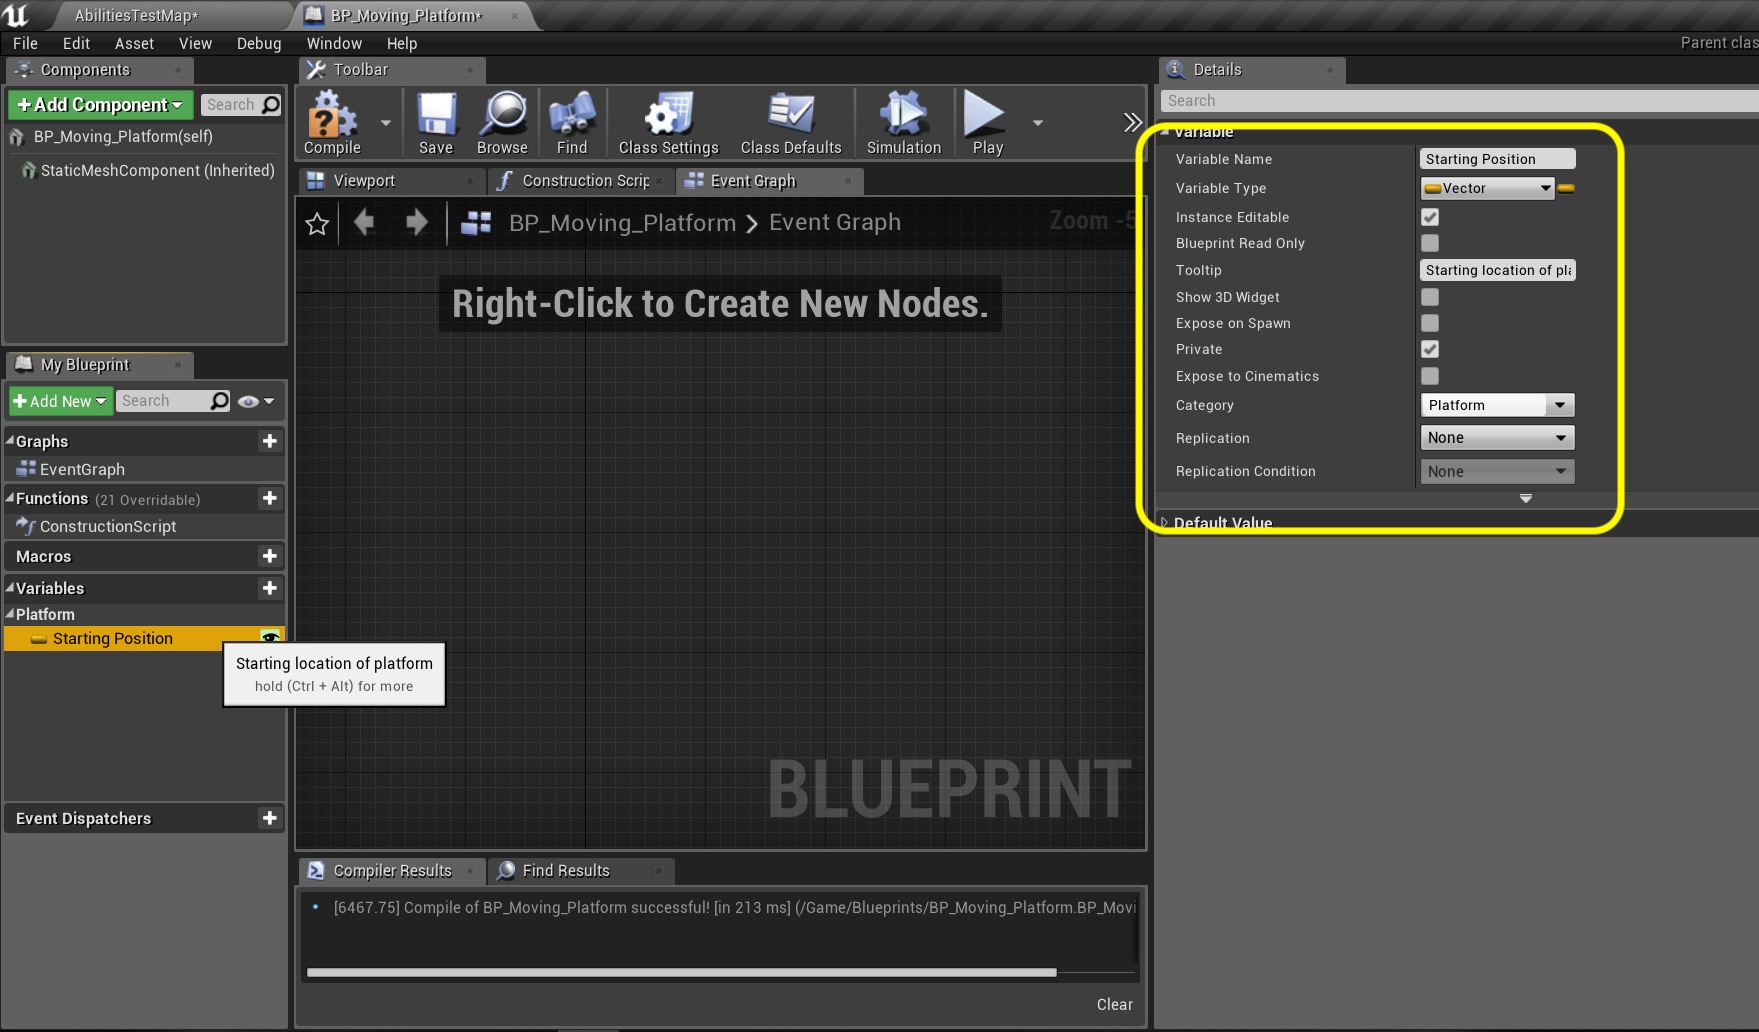 AbilitiesTestMap*
BP_Moving_Platform*
File Edit Asset View Debug Window Help
Parent clas
Components
+Add Component
Search
BP_Moving_Platform(self)
StaticMeshComponent (Inherited)
My Blueprint
+Add New
Search
Graphs
EventGraph
Functions (21 Overridable)
ConstructionScript
Macros
Variables
Platform
Starting Position
Starting location of platform
hold (Ctrl + Alt) for more
Event Dispatchers
Toolbar
Compile
Save
Browse
Find
Class Settings
Class Defaults
Simulation
Play
Viewport
Construction Scrip
Event Graph
BP_Moving_Platform > Event Graph
Zoom -5
Right-Click to Create New Nodes.
BLUEPRINT
Compiler Results
Find Results
[6467.75] Compile of BP_Moving_Platform successful! [in 213 ms] (/Game/Blueprints/BP_Moving_Platform.BP_Movi
Clear
Details
Search
Variable
Variable Name Starting Position
Variable Type Vector
Instance Editable
Blueprint Read Only
Tooltip Starting location of pla
Show 3D Widget
Expose on Spawn
Private
Expose to Cinematics
Category Platform
Replication None
Replication Condition None
Default Value